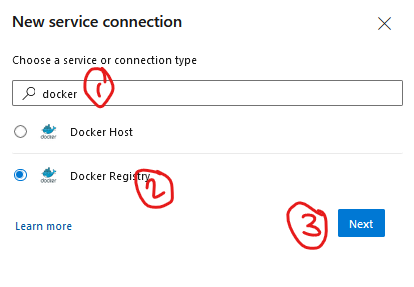 New service connection
Choose a service or connection type
docker 1
docker Docker Host
docker Docker Registry 2
Learn more 3 Next